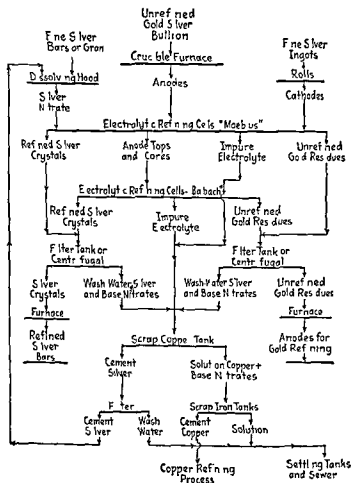 Unrefined
Gold Silver
Bullion
Fine Silver
Bars or Gran
Fine Silver
Ingots
Crucible Furnace
Dissolving Hood
Rolls
Anodes
Silver
Nitrate
Cathodes
Electrolytic Refining Cells "Moebius"
Refined Silver
Crystals
Anode Tops
and Cores
Impure
Electrolyte
Unrefined
Gold Residues
Electrolytic Refining Cells-Balbach
Refined Silver
Crystals
Impure
Electrolyte
Unrefined
Gold Residues
Filter Tank or
Centrifugal
Filter Tank or
Centrifugal
Silver
Crystals
Wash Water Silver
and Base Nitrates
Wash-Water Silver
and Base Nitrates
Unrefined
Gold Residues
Furnace
Furnace
Refined
Silver
Bars
Anodes for
Gold Refining
Scrap Copper Tank
Cement
Silver
Solution Copper+
Base Nitrates
Filter
Scrap Iron Tanks
Cement
Silver
Wash
Water
Cement
Copper
Solution
Copper Refining
Process
Settling Tanks
and Sewer